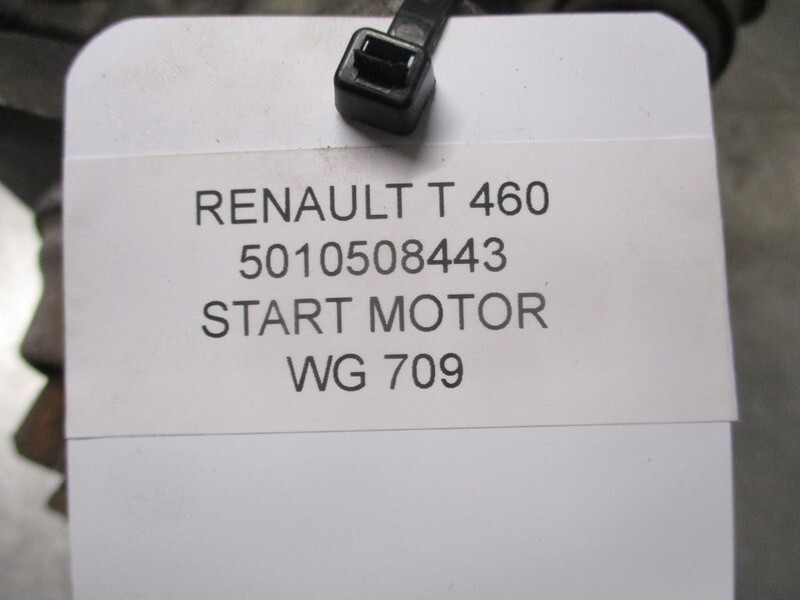 RENAULT T 460
5010508443
START MOTOR
WG 709